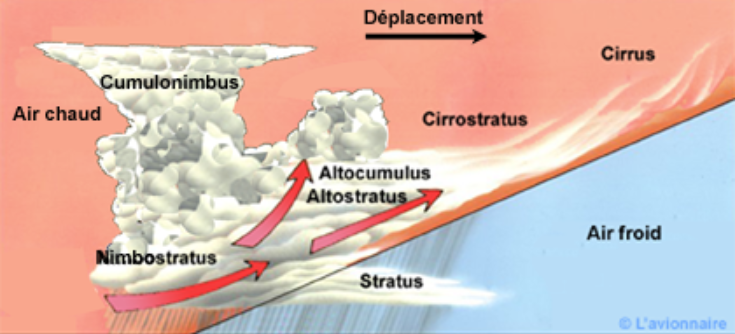 Déplacement
Cirrus
Cumulonimbus
Air chaud
Cirrostratus
Altocumulus
Altostratus
Air froid
Nimbostratus
Stratus
© L'avionnaire